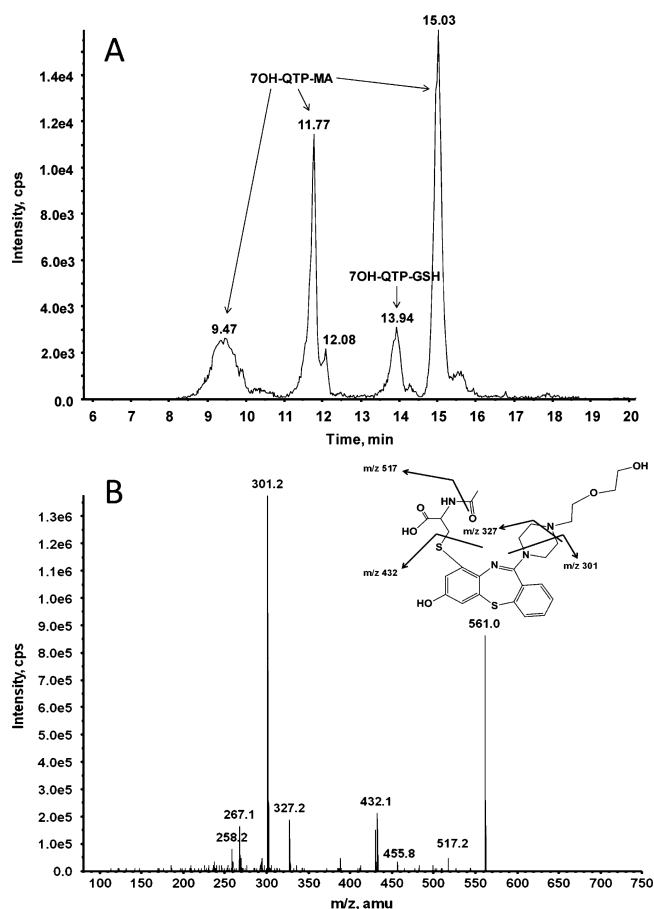 A
15.03
7OH-QTP-MA
11.77
7OH-QTP-GSH
13.94
12.08
9.47
Intensity, cps
1.4e4
1.2e4
1.0e4
8.0e3
6.0e3
4.0e3
2.0e3
0.0
6 7 8 9 10 11 12 13 14 15 16 17 18 19 20
Time, min
B
301.2
m/z 517
OH
O
NH
N
O
O
HO
m/z 327
N
S
N
m/z 301
m/z 432
HO
S
561.0
267.1
258.2
327.2
432.1
455.8
517.2
Intensity, cps
1.3e6
1.2e6
1.1e6
1.0e6
9.0e5
8.0e5
7.0e5
6.0e5
5.0e5
4.0e5
3.0e5
2.0e5
1.0e5
0.0
100 150 200 250 300 350 400 450 500 550 600 650 700 750
m/z, amu